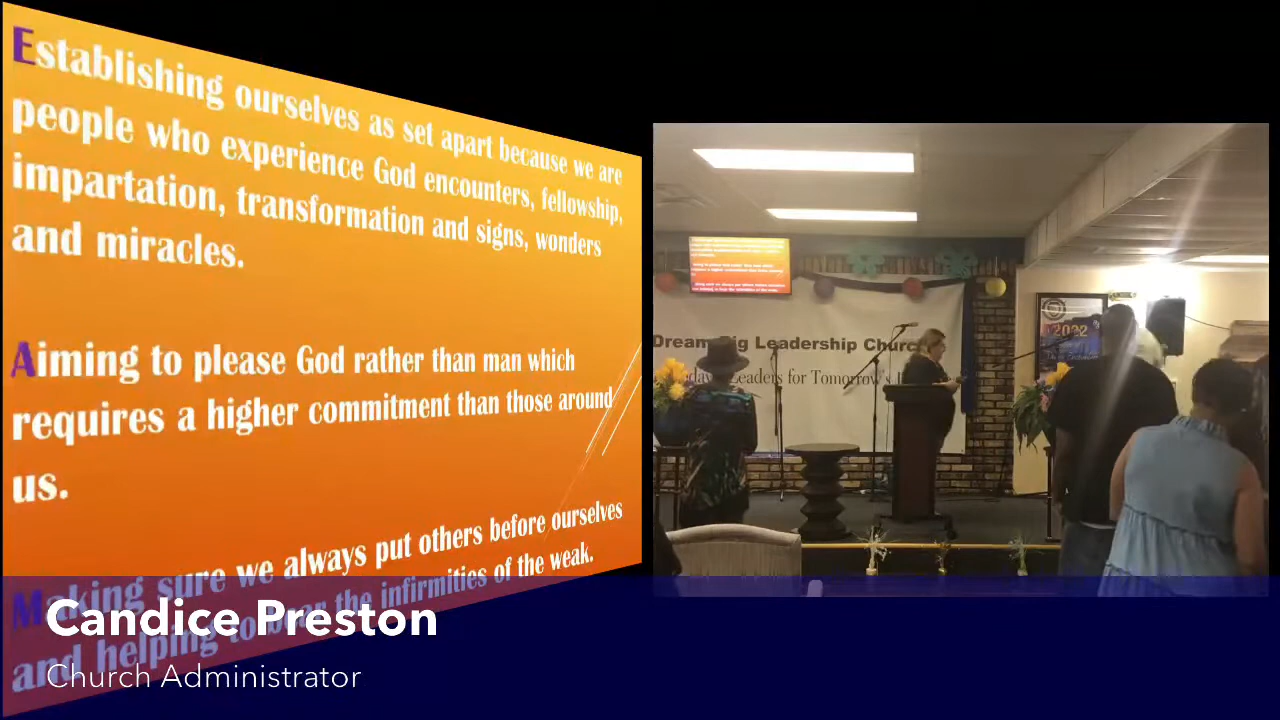 Establishing ourselves as set apart because we are
people who experience God encounters, fellowship,
impartation, transformation and signs, wonders
and miracles.
Aiming to please God rather than man which
requires a higher commitment than those around
us.
Making sure we always put others before ourselves
and helping to bear the infirmities of the weak.
Dream Big Leadership Church
Leaders for Tomorrow's
2022
Candice Preston
Church Administrator